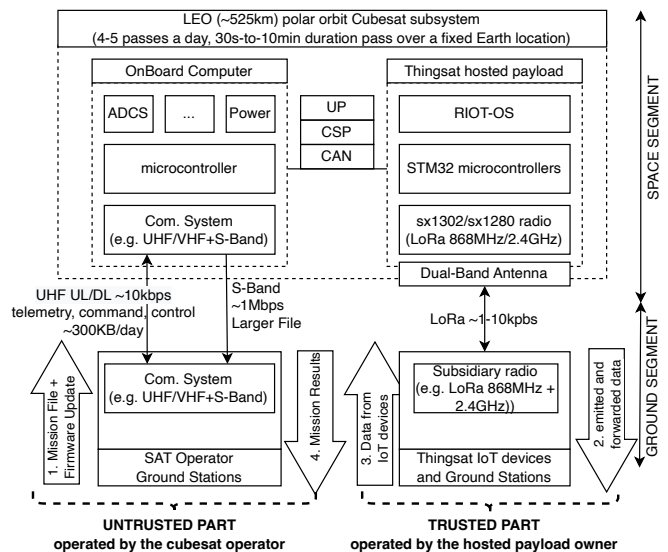 LEO (~525km) polar orbit Cubesat subsystem
(4-5 passes a day, 30s-to-10min duration pass over a fixed Earth location)
OnBoard Computer
Thingsat hosted payload
ADCS
...
Power
UP
CSP
CAN
RIOT-OS
microcontroller
STM32 microcontrollers
Com. System
(e.g. UHF/VHF+S-Band)
sx1302/sx1280 radio
(LoRa 868MHz/2.4GHz)
Dual-Band Antenna
SPACE SEGMENT
UHF UL/DL ~10kbps
telemetry, command, control
~300KB/day
S-Band
~1Mbps
Larger File
LoRa ~1-10kpbs
GROUND SEGMENT
1. Mission File +
Firmware Update
Com. System
(e.g. UHF/VHF+S-Band)
SAT Operator
Ground Stations
4. Mission Results
3. Data from
IoT devices
Subsidiary radio
(e.g. LoRa 868MHz +
2.4GHz))
Thingsat IoT devices
and Ground Stations
2. emitted and
forwarded data
UNTRUSTED PART
operated by the cubesat operator
TRUSTED PART
operated by the hosted payload owner